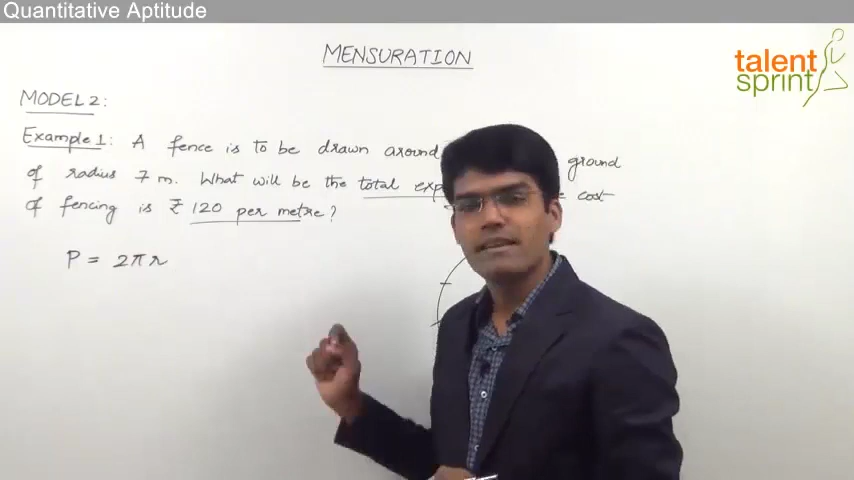 Quantitative Aptitude
MENSURATION
talent
sprint
MODEL 2:
Example 1: A fence is to be drawn around ground
of radius 7 m. What will be the total cost
of fencing is ₹ 120 per metre?
P = 2πr